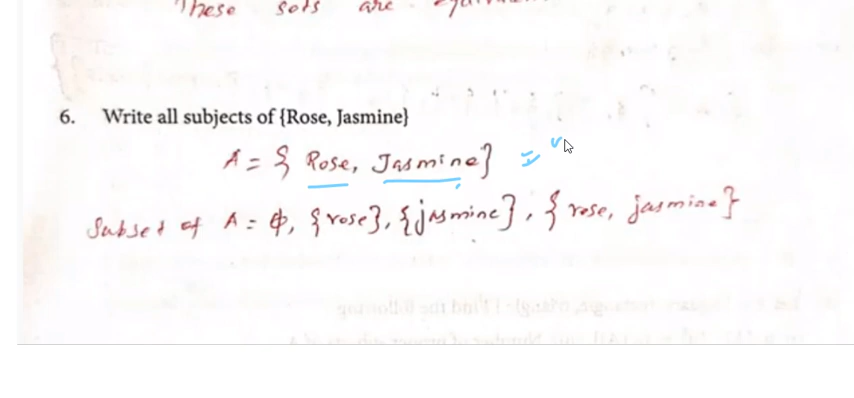 These sets are
6. Write all subjects of {Rose, Jasmine}
A = { Rose, Jasmine} =
Subset of A = ф, {rose}, {jasmine}, { rose, jasmine}